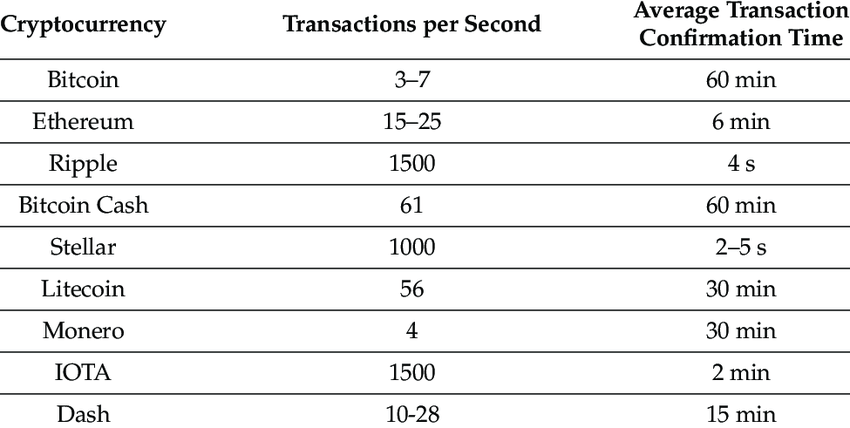 Cryptocurrency Transactions per Second Average Transaction Confirmation Time
Bitcoin 3–7 60 min
Ethereum 15–25 6 min
Ripple 1500 4 s
Bitcoin Cash 61 60 min
Stellar 1000 2–5 s
Litecoin 56 30 min
Monero 4 30 min
IOTA 1500 2 min
Dash 10-28 15 min